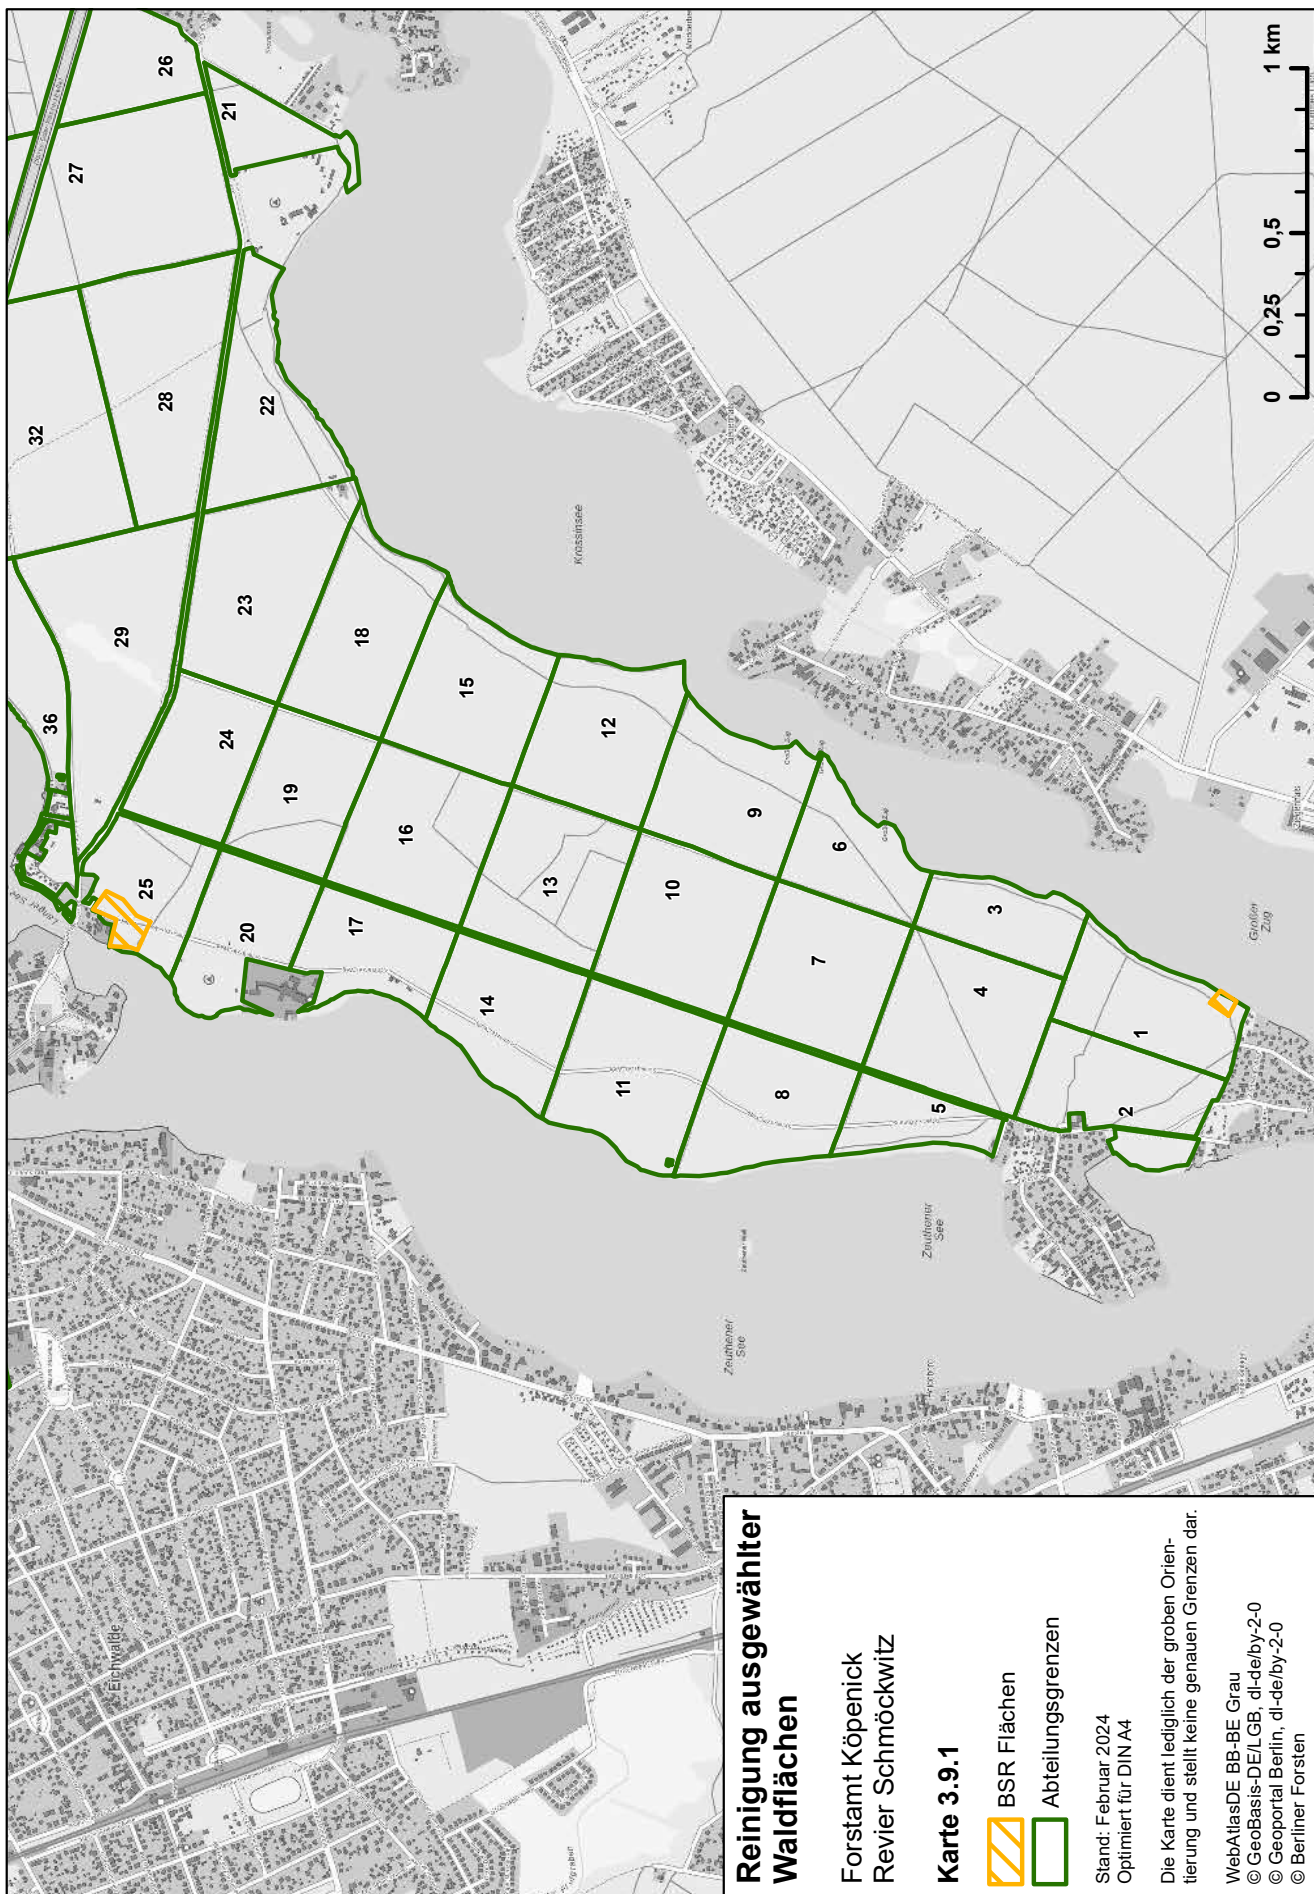 Reinigung ausgewählter
Waldflächen
Forstamt Köpenick
Revier Schmöckwitz
Karte 3.9.1
BSR Flächen
Abteilungsgrenzen
Stand: Februar 2024
Optimiert für DIN A4
Die Karte dient lediglich der groben Orien-
tierung und stellt keine genauen Grenzen dar.
WebAtlasDE BB-BE Grau
© GeoBasis-DE/LGB, dl-de/by-2-0
© Geoportal Berlin, dl-de/by-2-0
© Berliner Forsten
Eichwalde
Langer See
Zeuthener
See
Zeuthener
See
Krossinsee
Großer
Zug
36
29
32
27
26
21
28
22
25
24
23
20
19
18
17
16
15
14
13
12
11
10
9
8
7
6
5
4
3
2
1
0
0,25
0,5
1 km